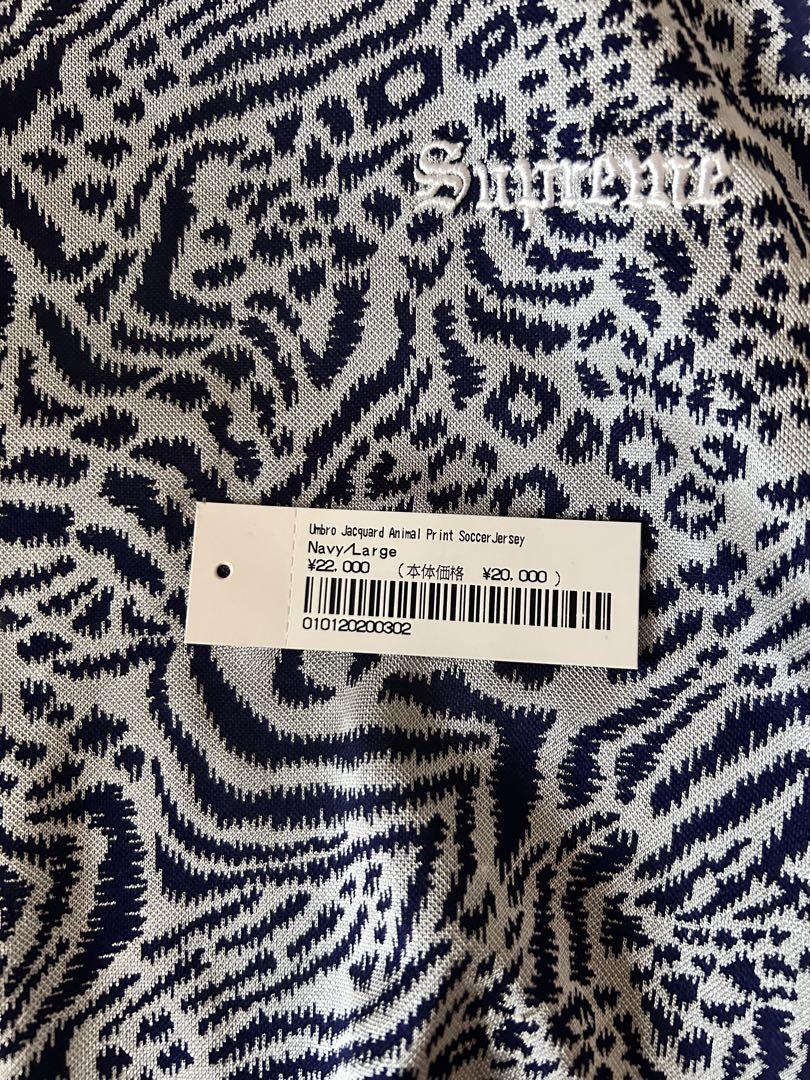 Supreme
Umbro Jacquard Animal Print SoccerJersey
Navy/Large
¥22,000 (本体価格 ¥20,000 )
010120200302